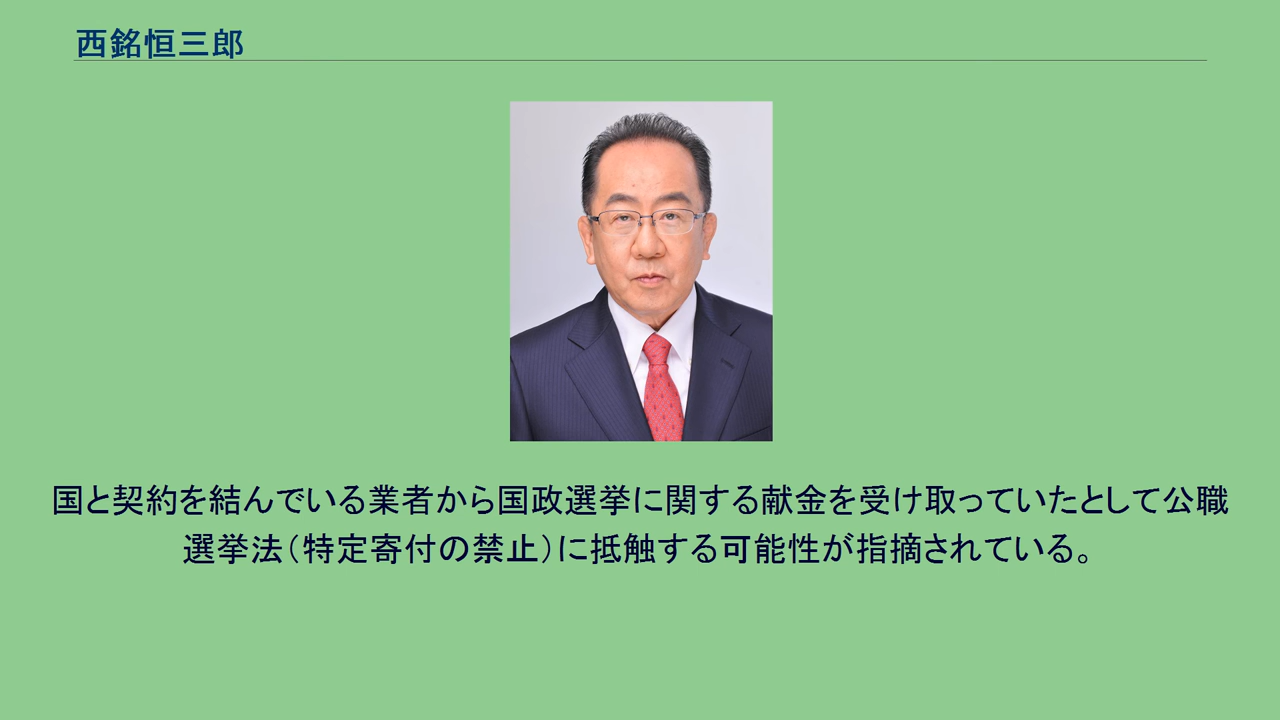 西銘恒三郎
国と契約を結んでいる業者から国政選挙に関する献金を受け取っていたとして公職
選挙法（特定寄付の禁止）に抵触する可能性が指摘されている。